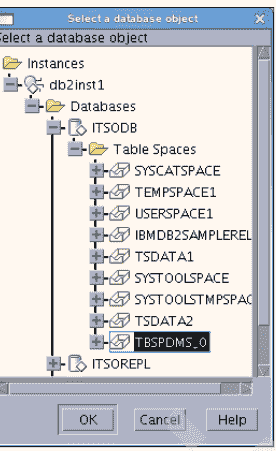 Select a database object
Select a database object
Instances
db2inst1
Databases
ITSODB
Table Spaces
SYSCATSPACE
TEMPSPACE1
USERSPACE1
IBMDB2SAMPLEREL
TSDATA1
SYSTOOLSPACE
SYSTOOLSTMPSPAC
TSDATA2
TBSPDMS_0
ITSOREPL
OK Cancel Help